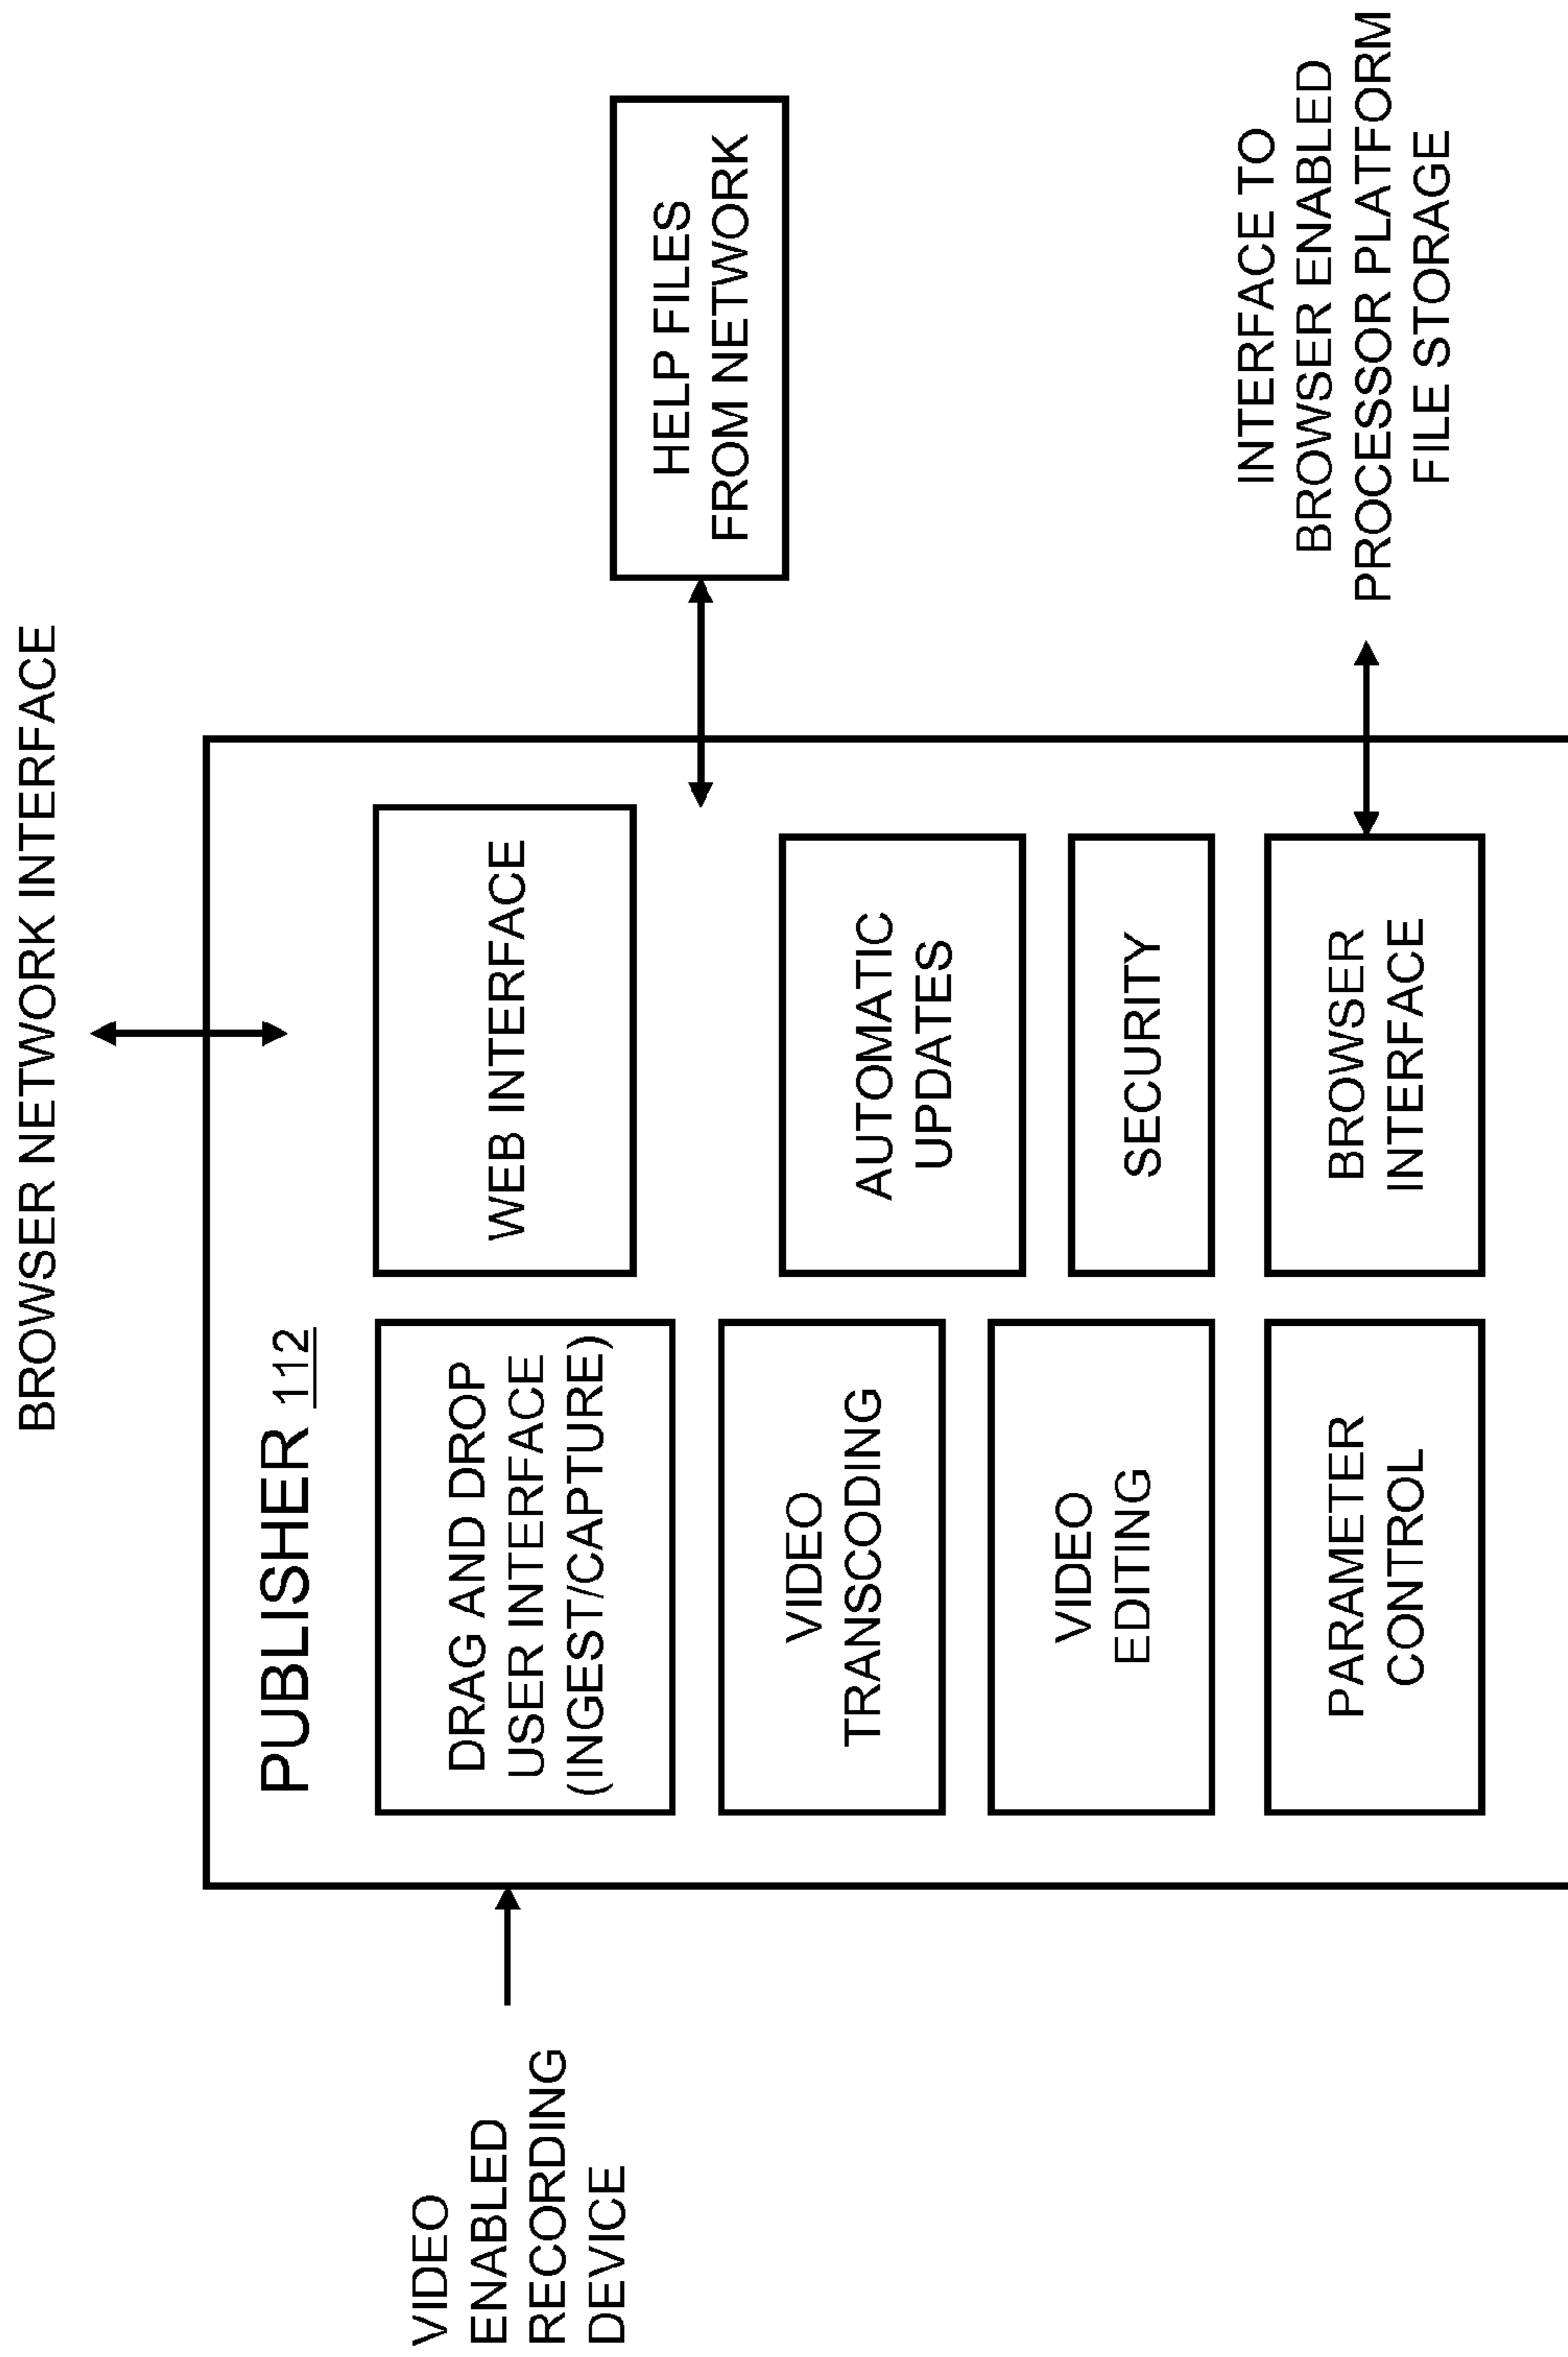 BROWSER NETWORK INTERFACE
PUBLISHER 112
VIDEO
ENABLED
RECORDING
DEVICE
DRAG AND DROP
USER INTERFACE
(INGEST/CAPTURE)
WEB INTERFACE
HELP FILES
FROM NETWORK
VIDEO
TRANSCODING
AUTOMATIC
UPDATES
VIDEO
EDITING
SECURITY
PARAMETER
CONTROL
BROWSER
INTERFACE
INTERFACE TO
BROWSER ENABLED
PROCESSOR PLATFORM
FILE STORAGE